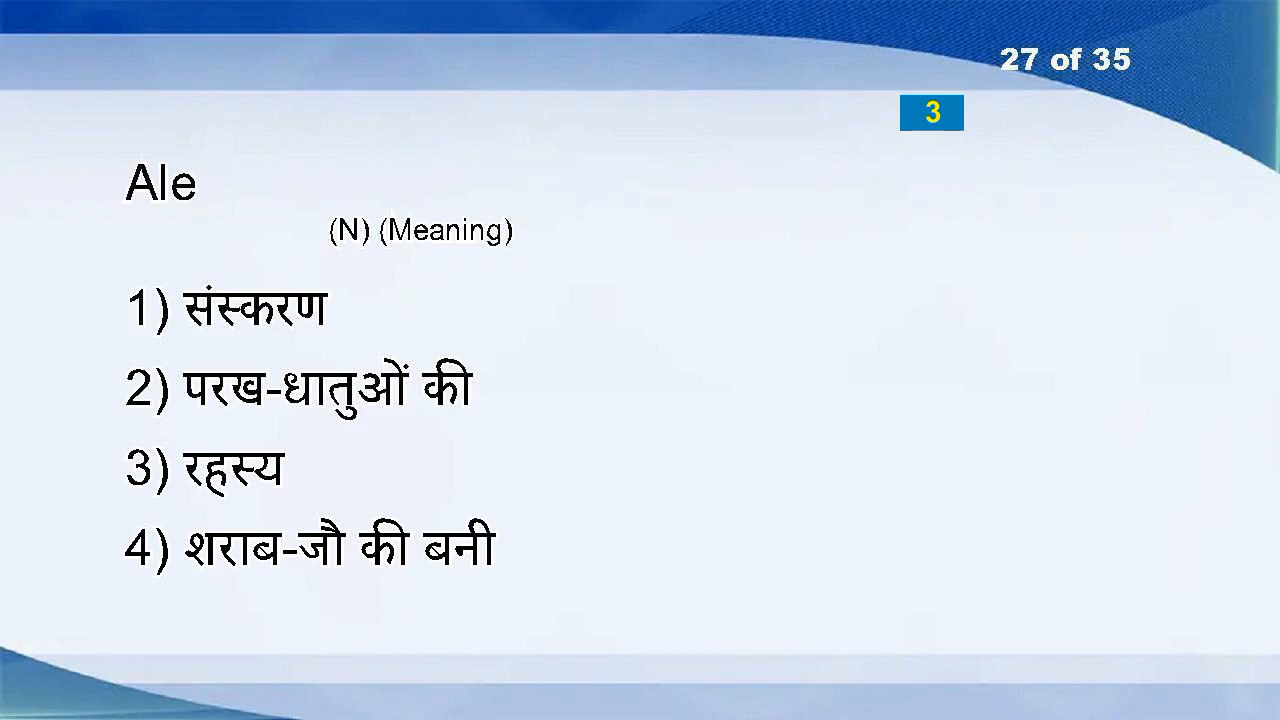 27 of 35
3
Ale
(N) (Meaning)
1) संस्करण
2) परख-धातुओं की
3) रहस्य
4) शराब-जौ की बनी